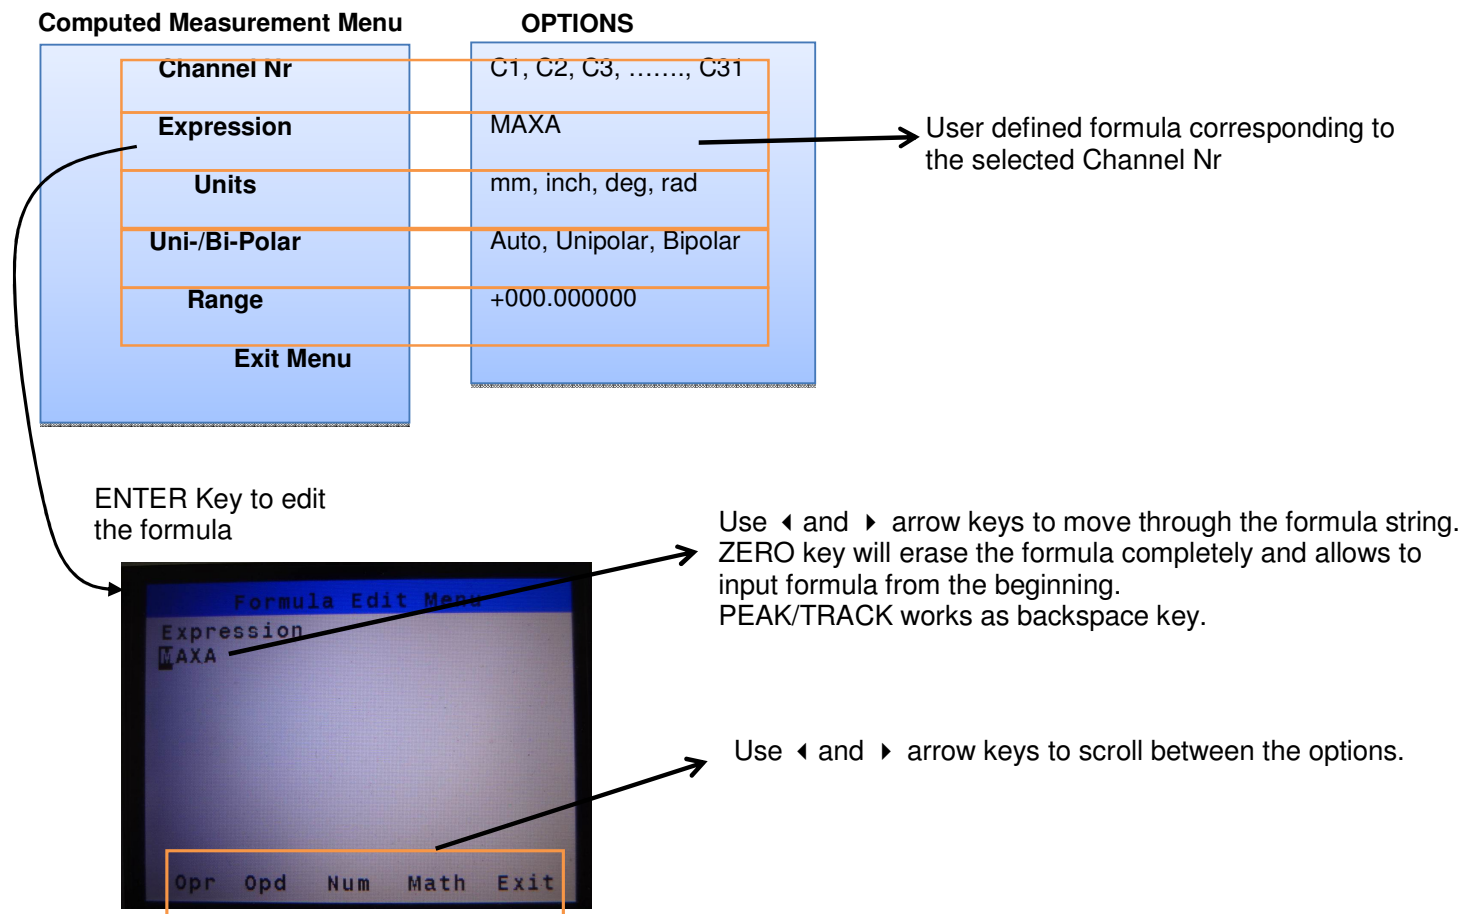 Computed Measurement Menu
OPTIONS
Channel Nr
C1, C2, C3, ……., C31
Expression
MAXA
User defined formula corresponding to
the selected Channel Nr
Units
mm, inch, deg, rad
Uni-/Bi-Polar
Auto, Unipolar, Bipolar
Range
+000.000000
Exit Menu
ENTER Key to edit
the formula
Use ◂ and ▸ arrow keys to move through the formula string.
ZERO key will erase the formula completely and allows to
input formula from the beginning.
PEAK/TRACK works as backspace key.
Formula Edit Menu
Expression
MAXA
Use ◂ and ▸ arrow keys to scroll between the options.
Opr Opd Num Math Exit